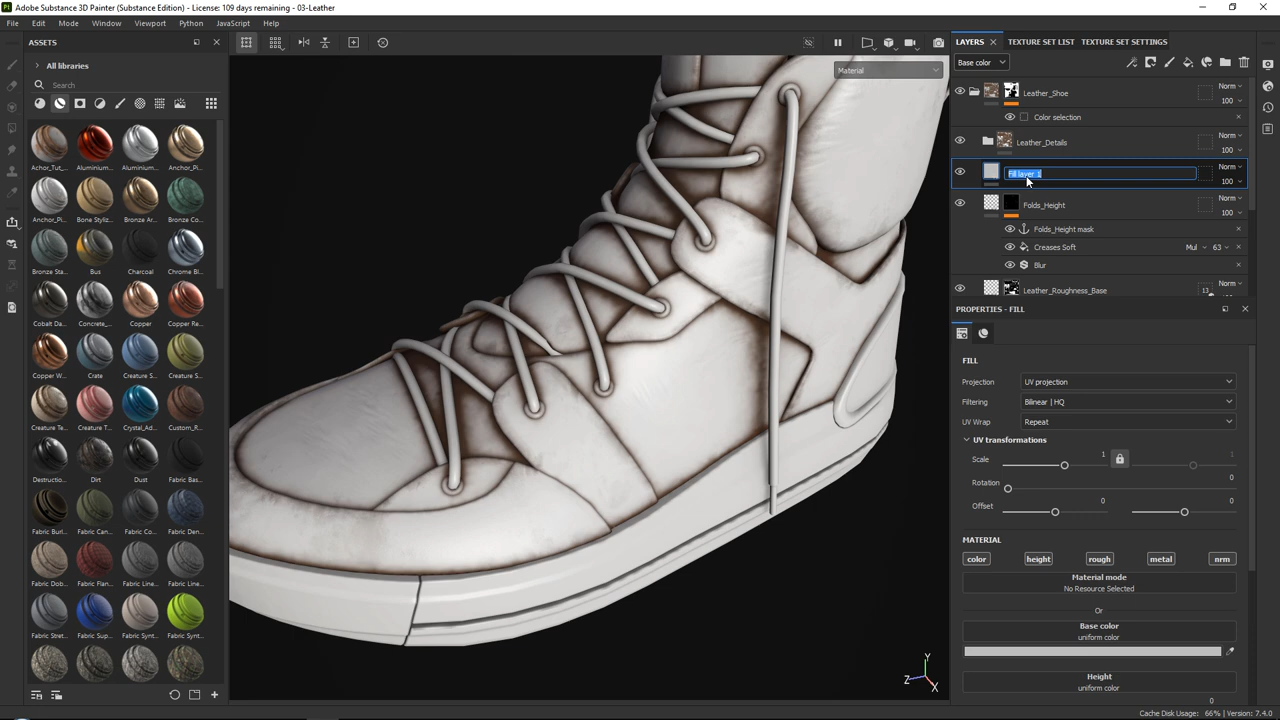 Adobe Substance 3D Painter (Substance Edition) - License: 109 days remaining - 03-Leather
File Edit Mode Window Viewport Python JavaScript Help
ASSETS
All libraries
Search
Achor_Tut_... Aluminium... Aluminium... Anchor_Pi...
Anchor_Pi... Bone Styliz... Bronze Ar... Bronze Co...
Bronze Sta... Bus Charcoal Chrome Bl...
Cobalt Da... Concrete_... Copper Copper Re...
Copper W... Crate Creature S... Creature S...
Creature Te... Creature T... Crystal_Ad... Custom_R...
Destructio... Dirt Dust Fabric Bas...
Fabric Burl... Fabric Can... Fabric Co... Fabric Den...
Fabric Dob... Fabric Flan... Fabric Line... Fabric Line...
Fabric Stret... Fabric Sup... Fabric Synt... Fabric Synt...
Material
Y
Z
X
LAYERS TEXTURE SET LIST TEXTURE SET SETTINGS
Base color
Leather_Shoe Norm 100
Color selection
Leather_Details Norm 100
Fill layer 1 Norm 100
Folds_Height Norm 100
Folds_Height mask
Creases Soft Mul 63
Blur
Leather_Roughness_Base Norm
13
PROPERTIES - FILL
FILL
Projection UV projection
Filtering Bilinear | HQ
UV Wrap Repeat
UV transformations
Scale 1 1
Rotation 0
Offset 0 0
MATERIAL
color height rough metal nrm
Material mode
No Resource Selected
Or
Base color
uniform color
Height
uniform color
0
Cache Disk Usage: 66% | Version: 7.4.0